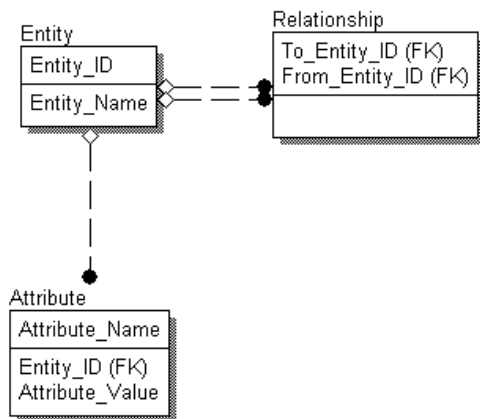 Entity
Entity_ID
Entity_Name
Relationship
To_Entity_ID (FK)
From_Entity_ID (FK)
Attribute
Attribute_Name
Entity_ID (FK)
Attribute_Value